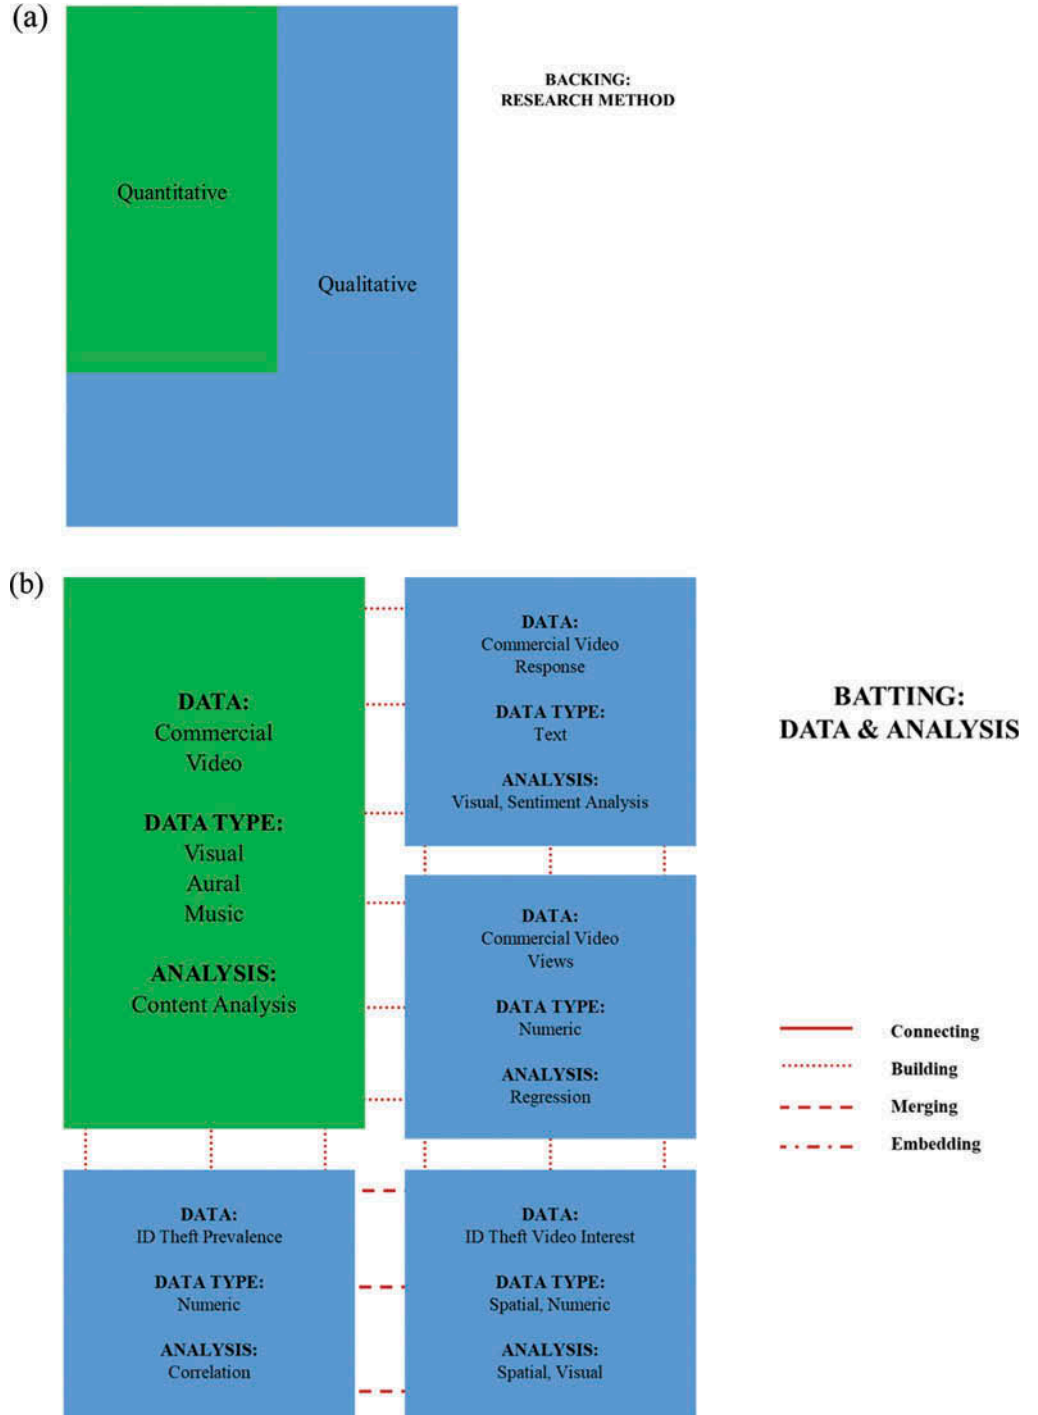 (a)
BACKING:
RESEARCH METHOD
Quantitative
Qualitative
(b)
DATA:
Commercial
Video
DATA TYPE:
Visual
Aural
Music
ANALYSIS:
Content Analysis
DATA:
Commercial Video
Response
DATA TYPE:
Text
ANALYSIS:
Visual, Sentiment Analysis
BATTING:
DATA & ANALYSIS
DATA:
Commercial Video
Views
DATA TYPE:
Numeric
ANALYSIS:
Regression
Connecting
Building
Merging
Embedding
DATA:
ID Theft Prevalence
DATA TYPE:
Numeric
ANALYSIS:
Correlation
DATA:
ID Theft Video Interest
DATA TYPE:
Spatial, Numeric
ANALYSIS:
Spatial, Visual